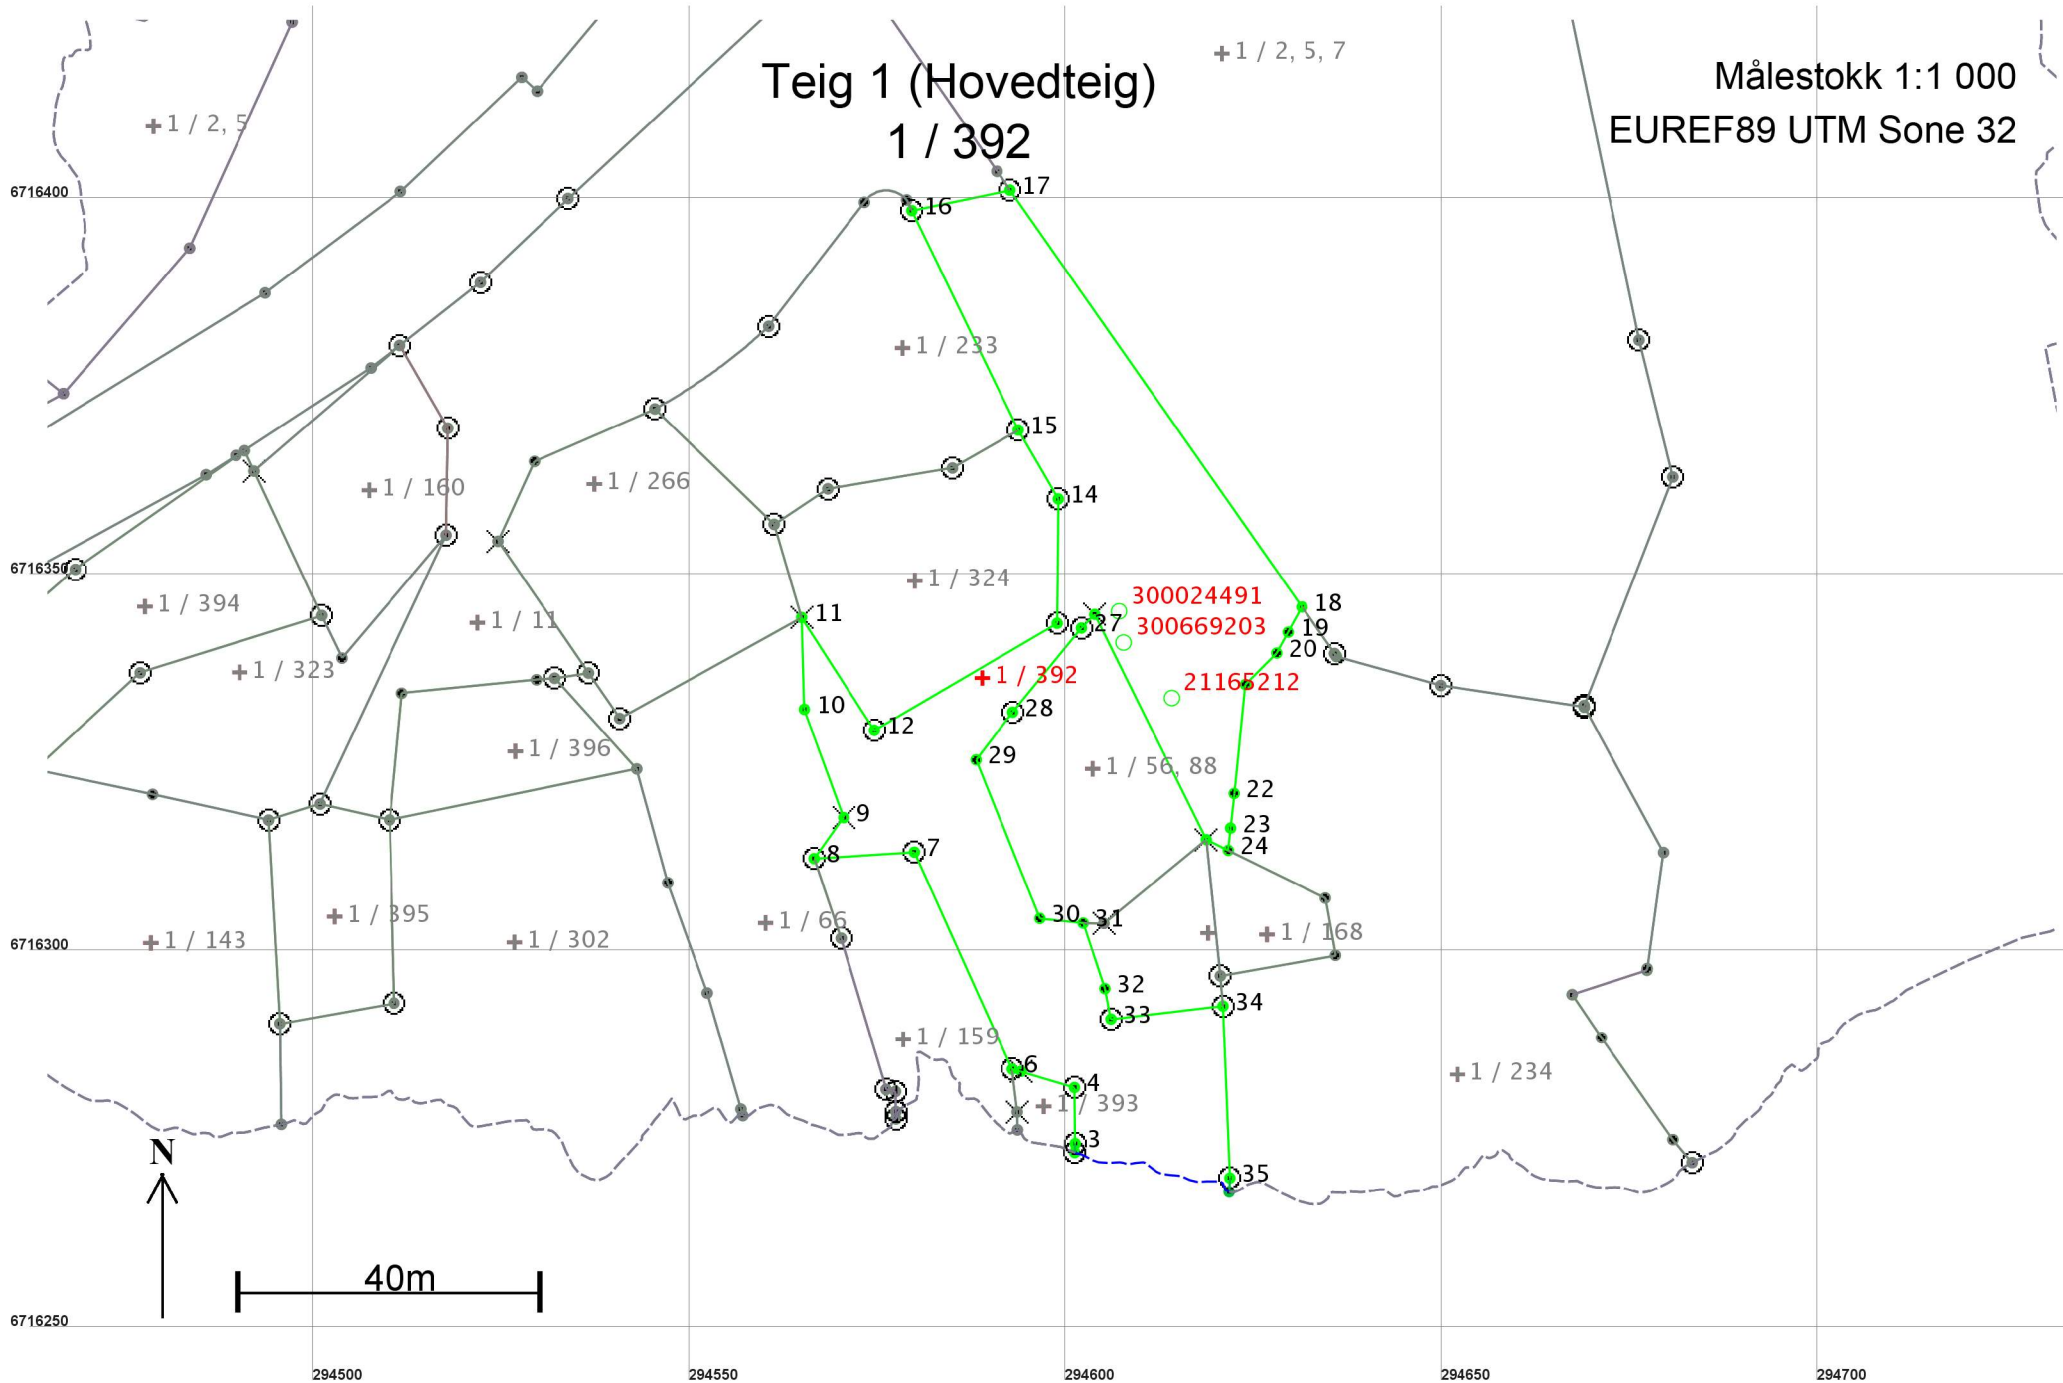 Teig 1 (Hovedteig)
1 / 392
Målestokk 1:1 000
EUREF89 UTM Sone 32
1 / 2, 5, 7
1 / 2, 5
6716400
17
16
1 / 233
15
1 / 266
1 / 160
14
6716350
1 / 324
300024491
1 / 394
18
11
1 / 11
27
300669203
19
20
1 / 323
1 / 392
21165212
10
28
12
1 / 396
29
1 / 56, 88
22
9
23
7
24
8
1 / 395
1 / 66
30
31
6716300
1 / 143
1 / 302
1 / 168
32
34
33
1 / 159
6
4
1 / 234
1 / 393
3
N
35
40m
6716250
294500
294550
294600
294650
294700